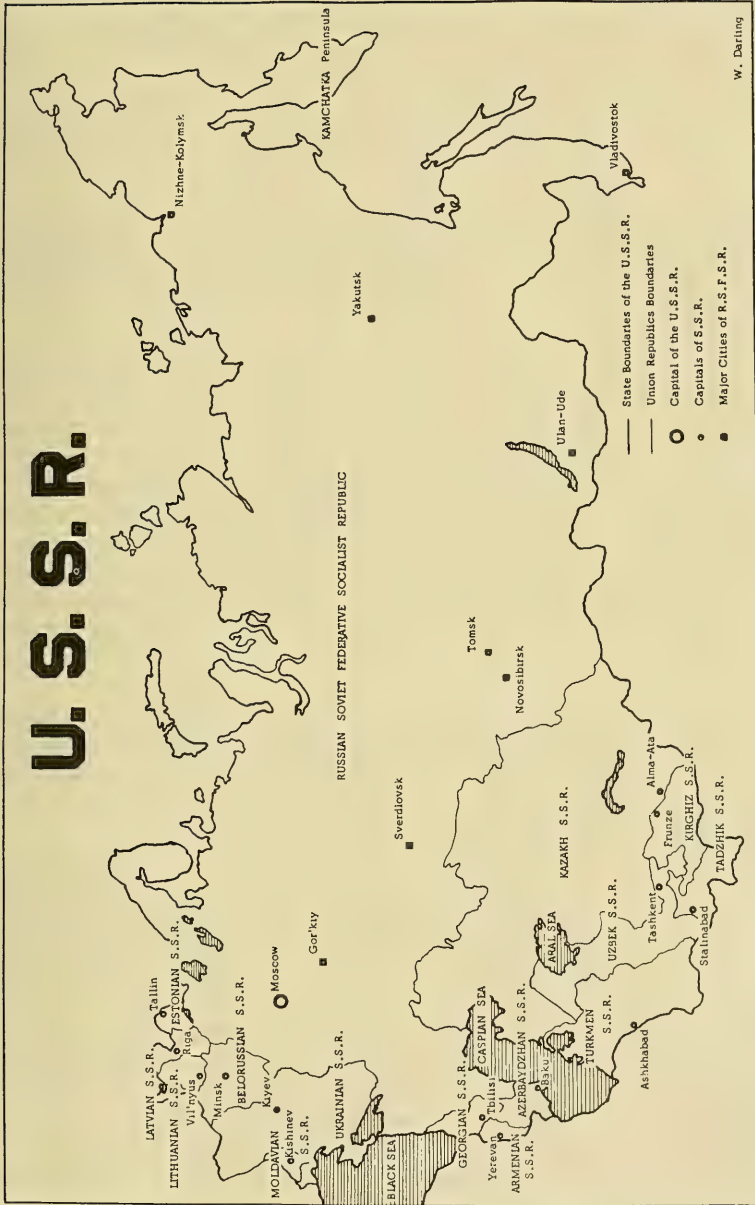 U. S. S. R.
Nizhne-Kolymsk
KAMCHATKA Peninsula
Yakutsk
Vladivostok
Ulan-Ude
RUSSIAN SOVIET FEDERATIVE SOCIALIST REPUBLIC
Tomsk
Novosibirsk
Sverdlovsk
Gor'kiy
Moscow
Tallin
ESTONIAN S.S.R.
LATVIAN S.S.R.
Riga
LITHUANIAN S.S.R.
Vil'nyus
Minsk
BELORUSSIAN S.S.R.
Kiyev
MOLDAVIAN
Kishinev
S.S.R.
UKRAINIAN S.S.R.
BLACK SEA
GEORGIAN S.S.R.
Tbilisi
Yerevan
ARMENIAN
S.S.R.
AZERBAYDZHAN S.S.R.
Baku
CASPIAN SEA
ARAL SEA
KAZAKH S.S.R.
UZBEK S.S.R.
TURKMEN
S.S.R.
Ashkhabad
Tashkent
Stalinabad
Frunze
Alma-Ata
KIRGHIZ S.S.R.
TADZHIK S.S.R.
State Boundaries of the U.S.S.R.
Union Republics Boundaries
Capital of the U.S.S.R.
Capitals of S.S.R.
Major Cities of R.S.F.S.R.
W. Darling